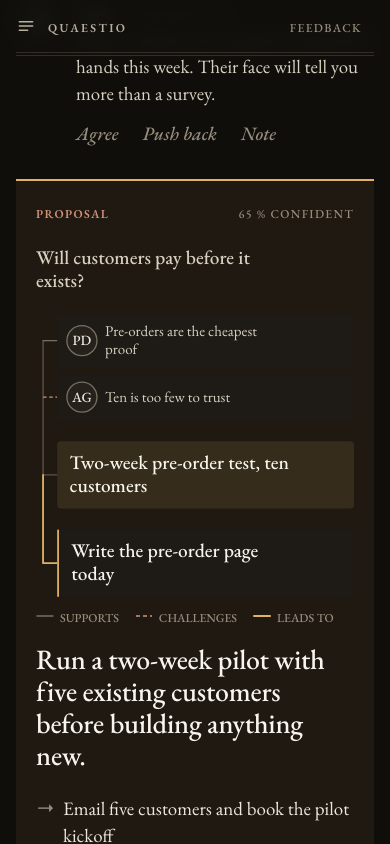 QUAESTIO
FEEDBACK
hands this week. Their face will tell you
more than a survey.
Agree Push back Note
PROPOSAL
65 % CONFIDENT
Will customers pay before it
exists?
PD
Pre-orders are the cheapest
proof
AG
Ten is too few to trust
Two-week pre-order test, ten
customers
Write the pre-order page
today
SUPPORTS CHALLENGES LEADS TO
Run a two-week pilot with
five existing customers
before building anything
new.
→ Email five customers and book the pilot
kickoff